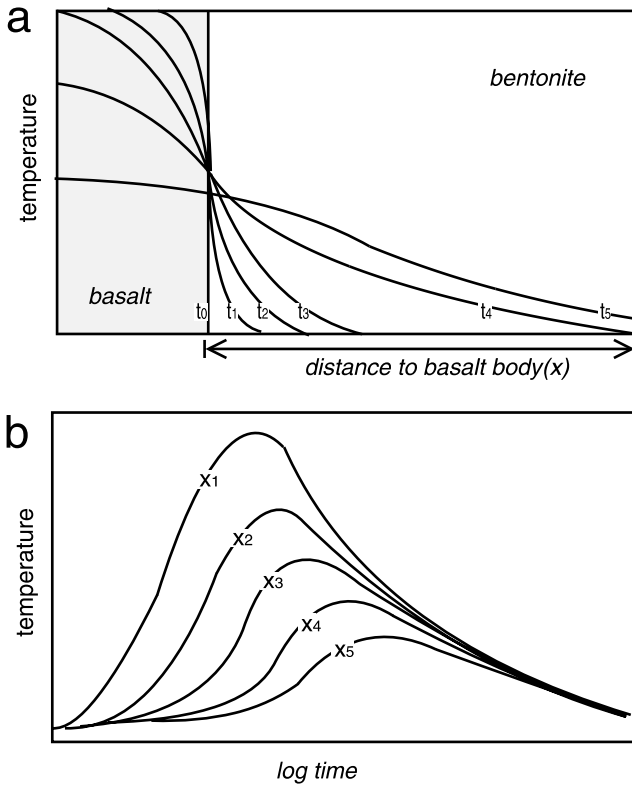 a
temperature
bentonite
basalt
t0 t1 t2 t3 t4 t5
distance to basalt body(x)
b
temperature
x1
x2
x3
x4
x5
log time